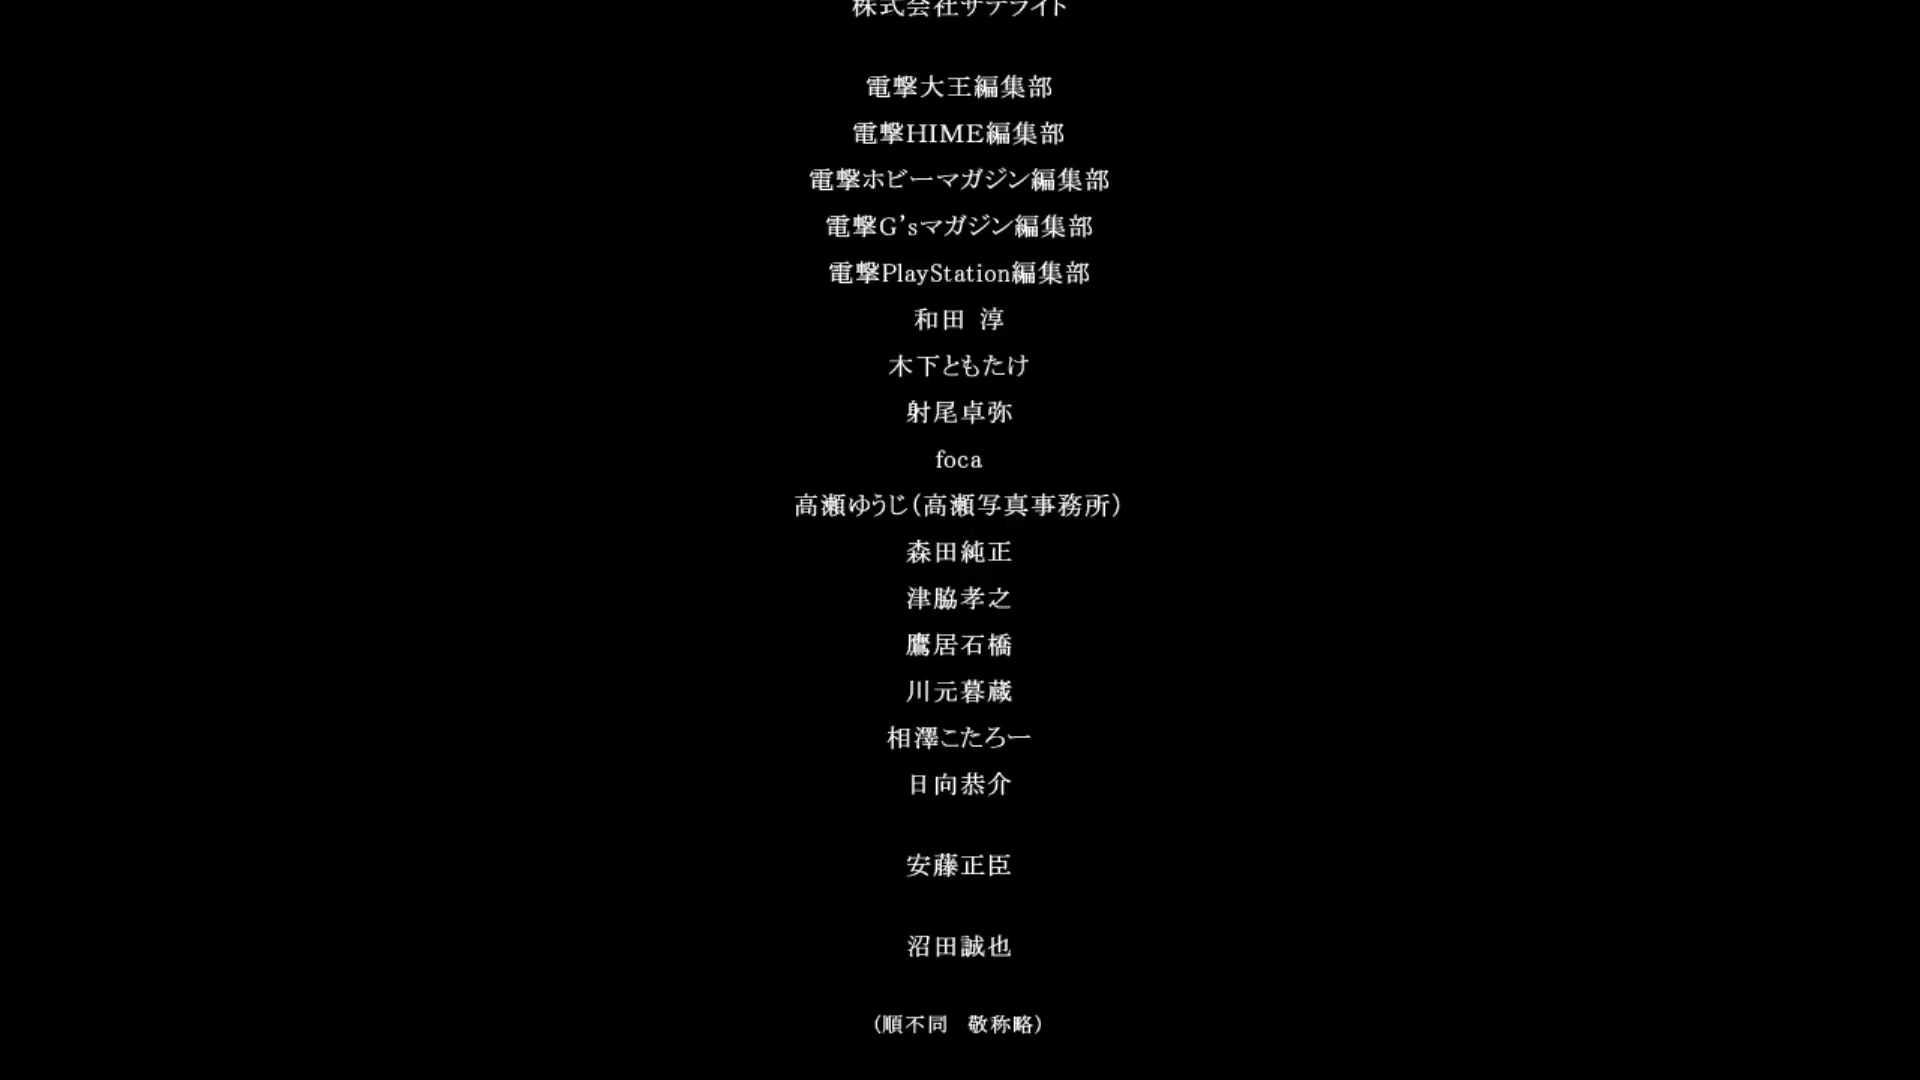 株式会社サテライト
電撃大王編集部
電撃HIME編集部
電撃ホビーマガジン編集部
電撃G’sマガジン編集部
電撃PlayStation編集部
和田 淳
木下ともたけ
射尾卓弥
foca
高瀬ゆうじ（高瀬写真事務所）
森田純正
津脇孝之
鷹居石橋
川元暮蔵
相澤こたろー
日向恭介
安藤正臣
沼田誠也
（順不同　敬称略）